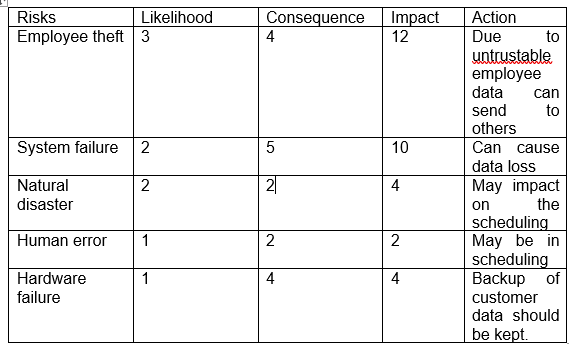 Risks Likelihood Consequence Impact Action
Employee theft 3 4 12 Due to
untrustable
employee
data can
send to
others
System failure 2 5 10 Can cause
data loss
Natural 2 2 4 May impact
disaster on the
scheduling
Human error 1 2 2 May be in
scheduling
Hardware 1 4 4 Backup of
failure customer
data should
be kept.